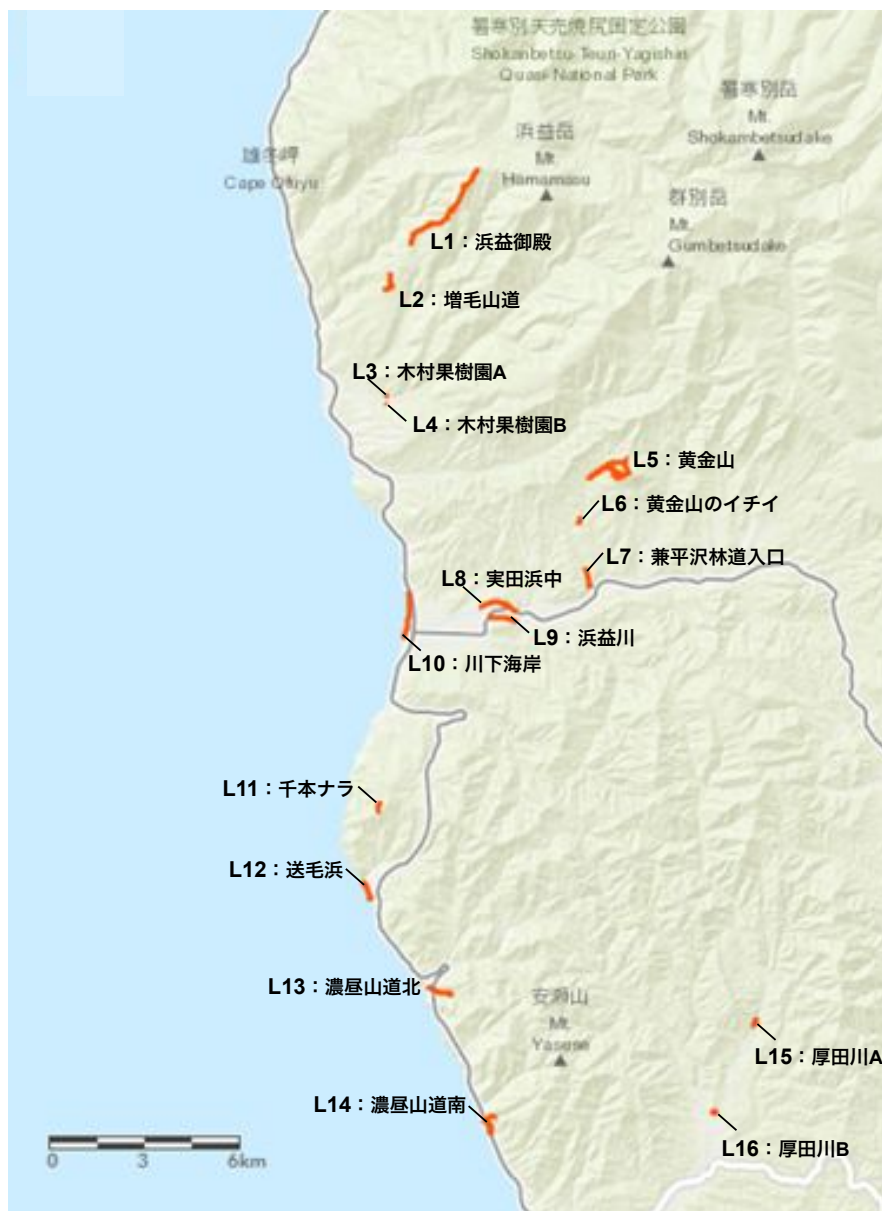 暑寒別天売焼尻国定公園
Shokanbetsu-Teuri-Yagishiri
Quasi-National Park
暑寒別岳
Mt.
Shokambetsudake
浜益岳
Mt.
Hamamasu
雄冬岬
Cape Ofuyu
群別岳
Mt.
Gumbetsudake
L1：浜益御殿
L2：増毛山道
L3：木村果樹園A
L4：木村果樹園B
L5：黄金山
L6：黄金山のイチイ
L7：兼平沢林道入口
L8：実田浜中
L9：浜益川
L10：川下海岸
L11：千本ナラ
L12：送毛浜
L13：濃昼山道北
安瀬山
Mt.
Yasuse
L15：厚田川A
L14：濃昼山道南
L16：厚田川B
0 3 6km